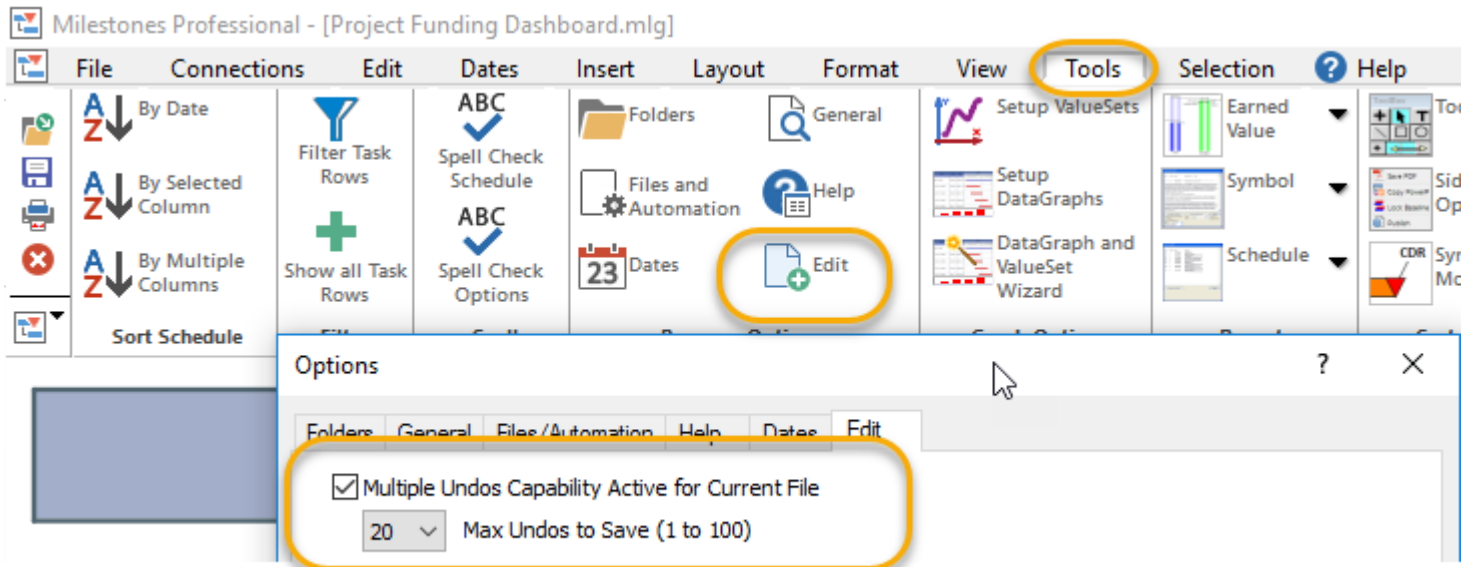 Milestones Professional - [Project Funding Dashboard.mlg]
File Connections Edit Dates Insert Layout Format View Tools Selection ? Help
A Z By Date
A Z By Selected
Column
A Z By Multiple
Columns
Sort Schedule
Filter Task
Rows
Show all Task
Rows
ABC
Spell Check
Schedule
ABC
Spell Check
Options
Folders
Files and
Automation
23 Dates
General
? Help
Edit
Setup ValueSets
Setup
DataGraphs
DataGraph and
ValueSet
Wizard
Earned
Value
Symbol
Schedule
CDR
Options ? X
Folders General Files/Automation Help Dates Edit
Multiple Undos Capability Active for Current File
20 Max Undos to Save (1 to 100)